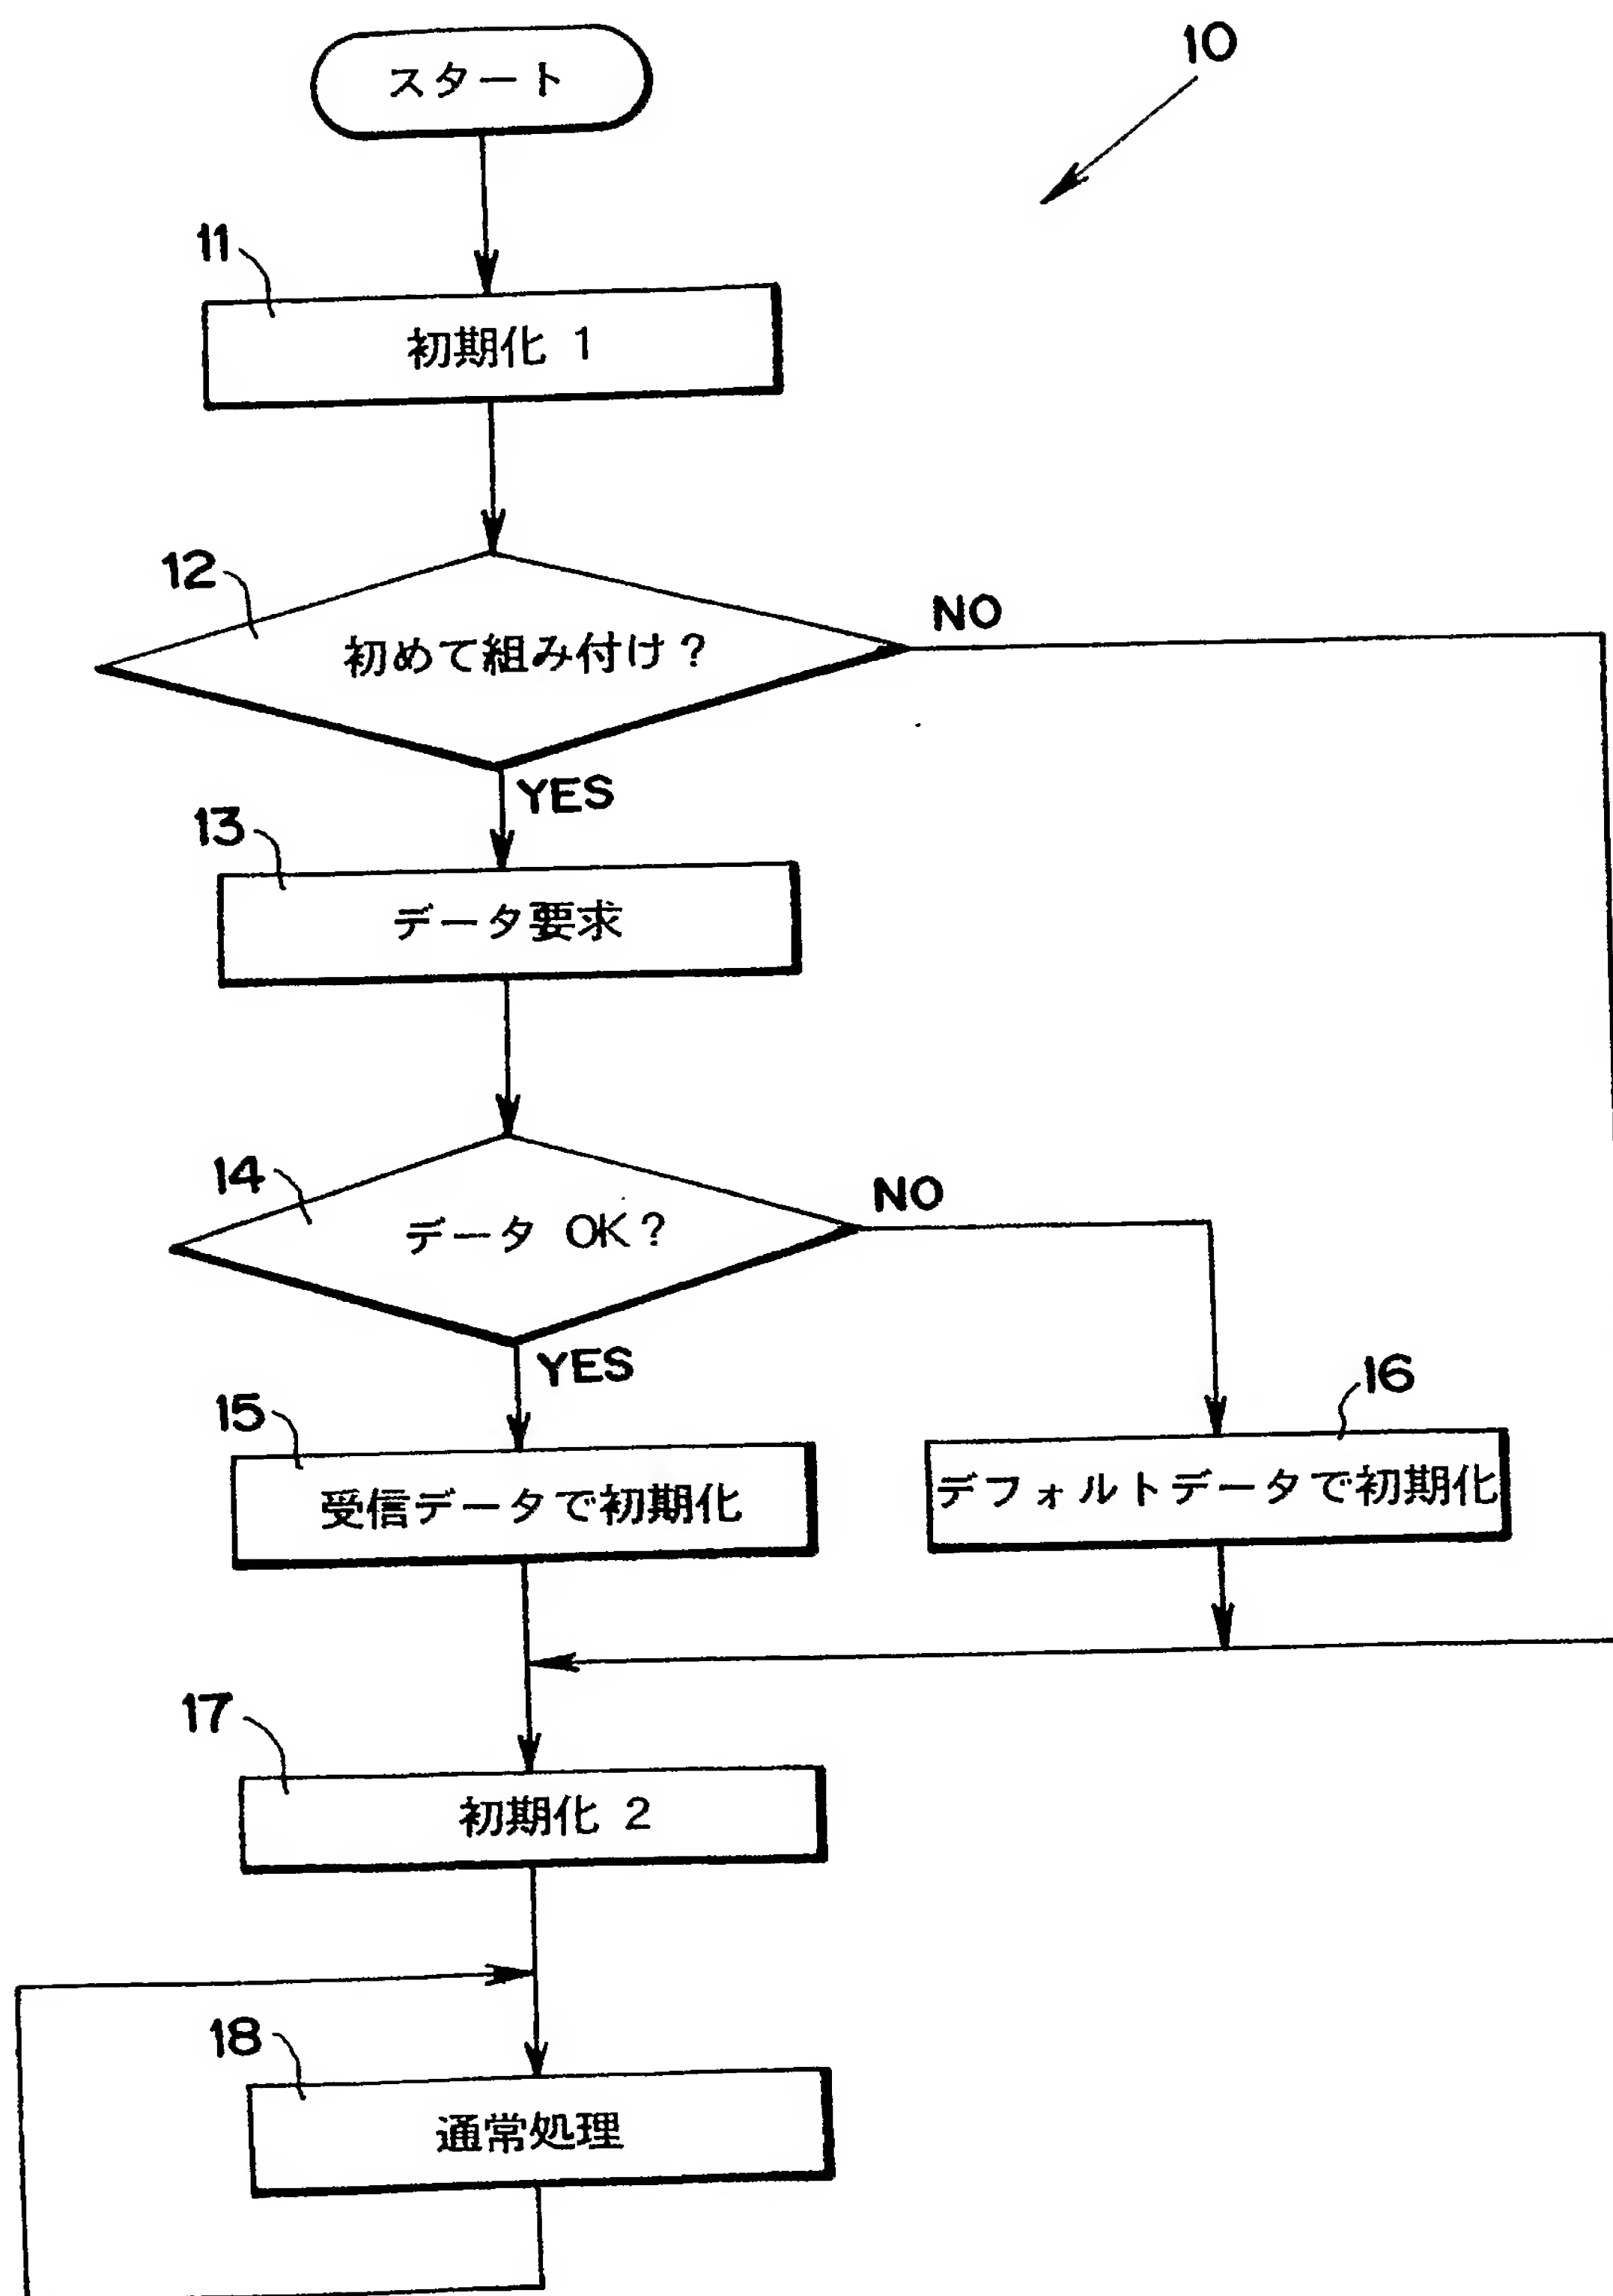 スタート
10
11
初期化 1
12
初めて組み付け？
NO
YES
13
データ要求
14
データ OK？
NO
YES
15
受信データで初期化
16
デフォルトデータで初期化
17
初期化 2
18
通常処理